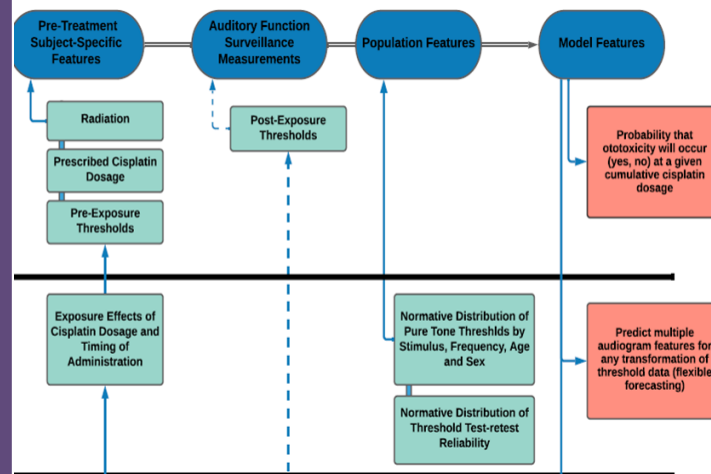 Pre-Treatment
Subject-Specific
Features
Auditory Function
Surveillance
Measurements
Population Features
Model Features
Radiation
Prescribed Cisplatin
Dosage
Pre-Exposure
Thresholds
Post-Exposure
Thresholds
Probability that
ototoxicity will occur
(yes, no) at a given
cumulative cisplatin
dosage
Exposure Effects of
Cisplatin Dosage and
Timing of
Administration
Normative Distribution of
Pure Tone Threshlds by
Stimulus, Frequency, Age
and Sex
Normative Distribution of
Threshold Test-retest
Reliability
Predict multiple
audiogram features for
any transformation of
threshold data (flexible
forecasting)